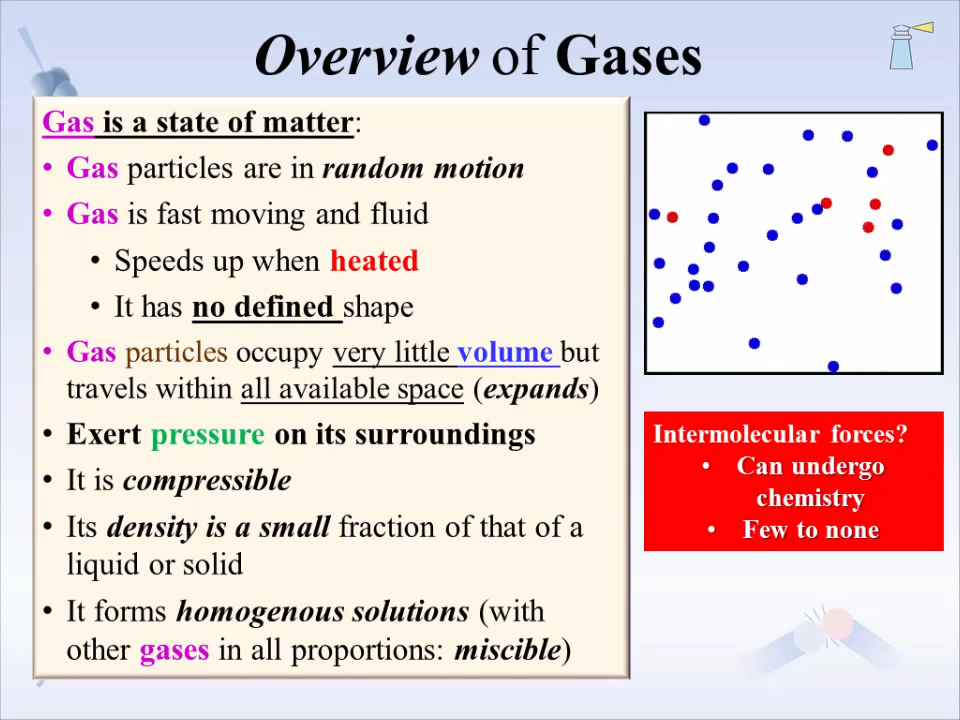 Overview of Gases
Gas is a state of matter:
• Gas particles are in random motion
• Gas is fast moving and fluid
• Speeds up when heated
• It has no defined shape
• Gas particles occupy very little volume but
travels within all available space (expands)
• Exert pressure on its surroundings
• It is compressible
• Its density is a small fraction of that of a
liquid or solid
• It forms homogenous solutions (with
other gases in all proportions: miscible)
Intermolecular forces?
• Can undergo
chemistry
• Few to none